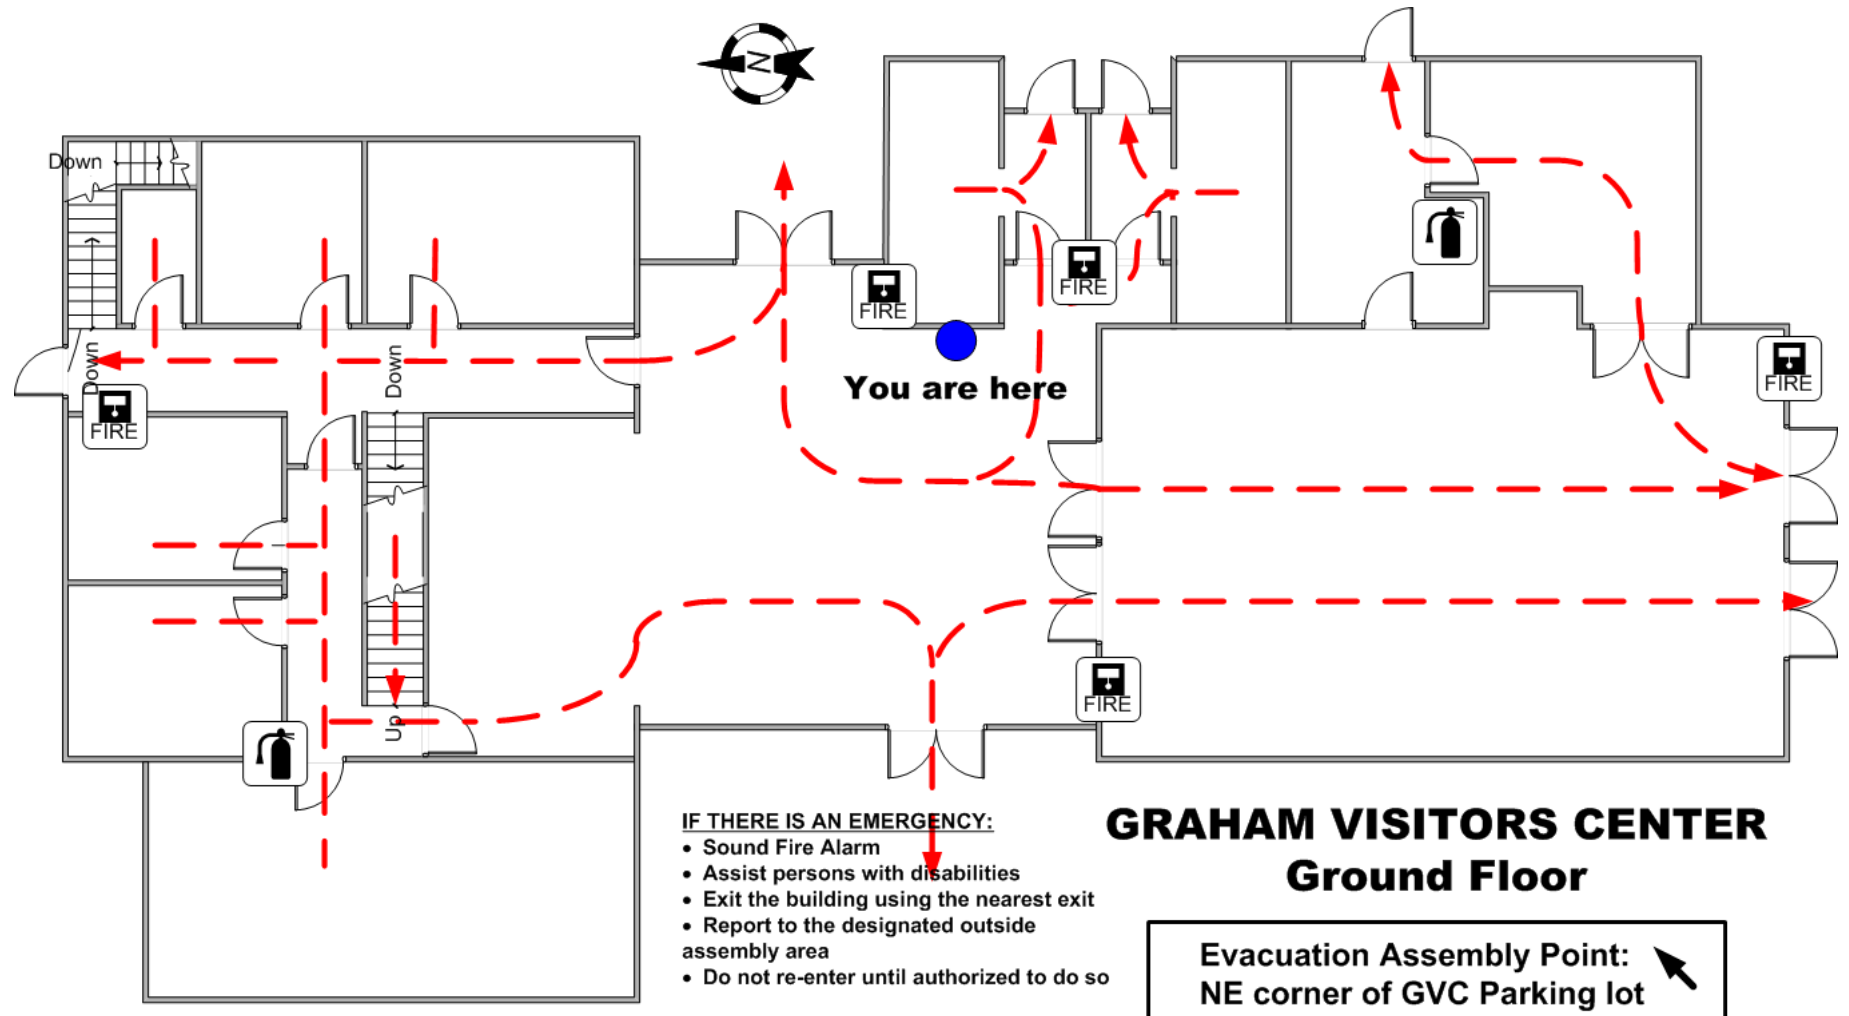 N
Down
FIRE
FIRE
FIRE
Down
Down
You are here
FIRE
FIRE
Up
IF THERE IS AN EMERGENCY:
• Sound Fire Alarm
• Assist persons with disabilities
• Exit the building using the nearest exit
• Report to the designated outside
assembly area
• Do not re-enter until authorized to do so
GRAHAM VISITORS CENTER
Ground Floor
Evacuation Assembly Point:
NE corner of GVC Parking lot